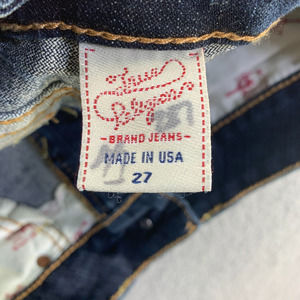 True
Religion
BRAND JEANS
MADE IN USA
27